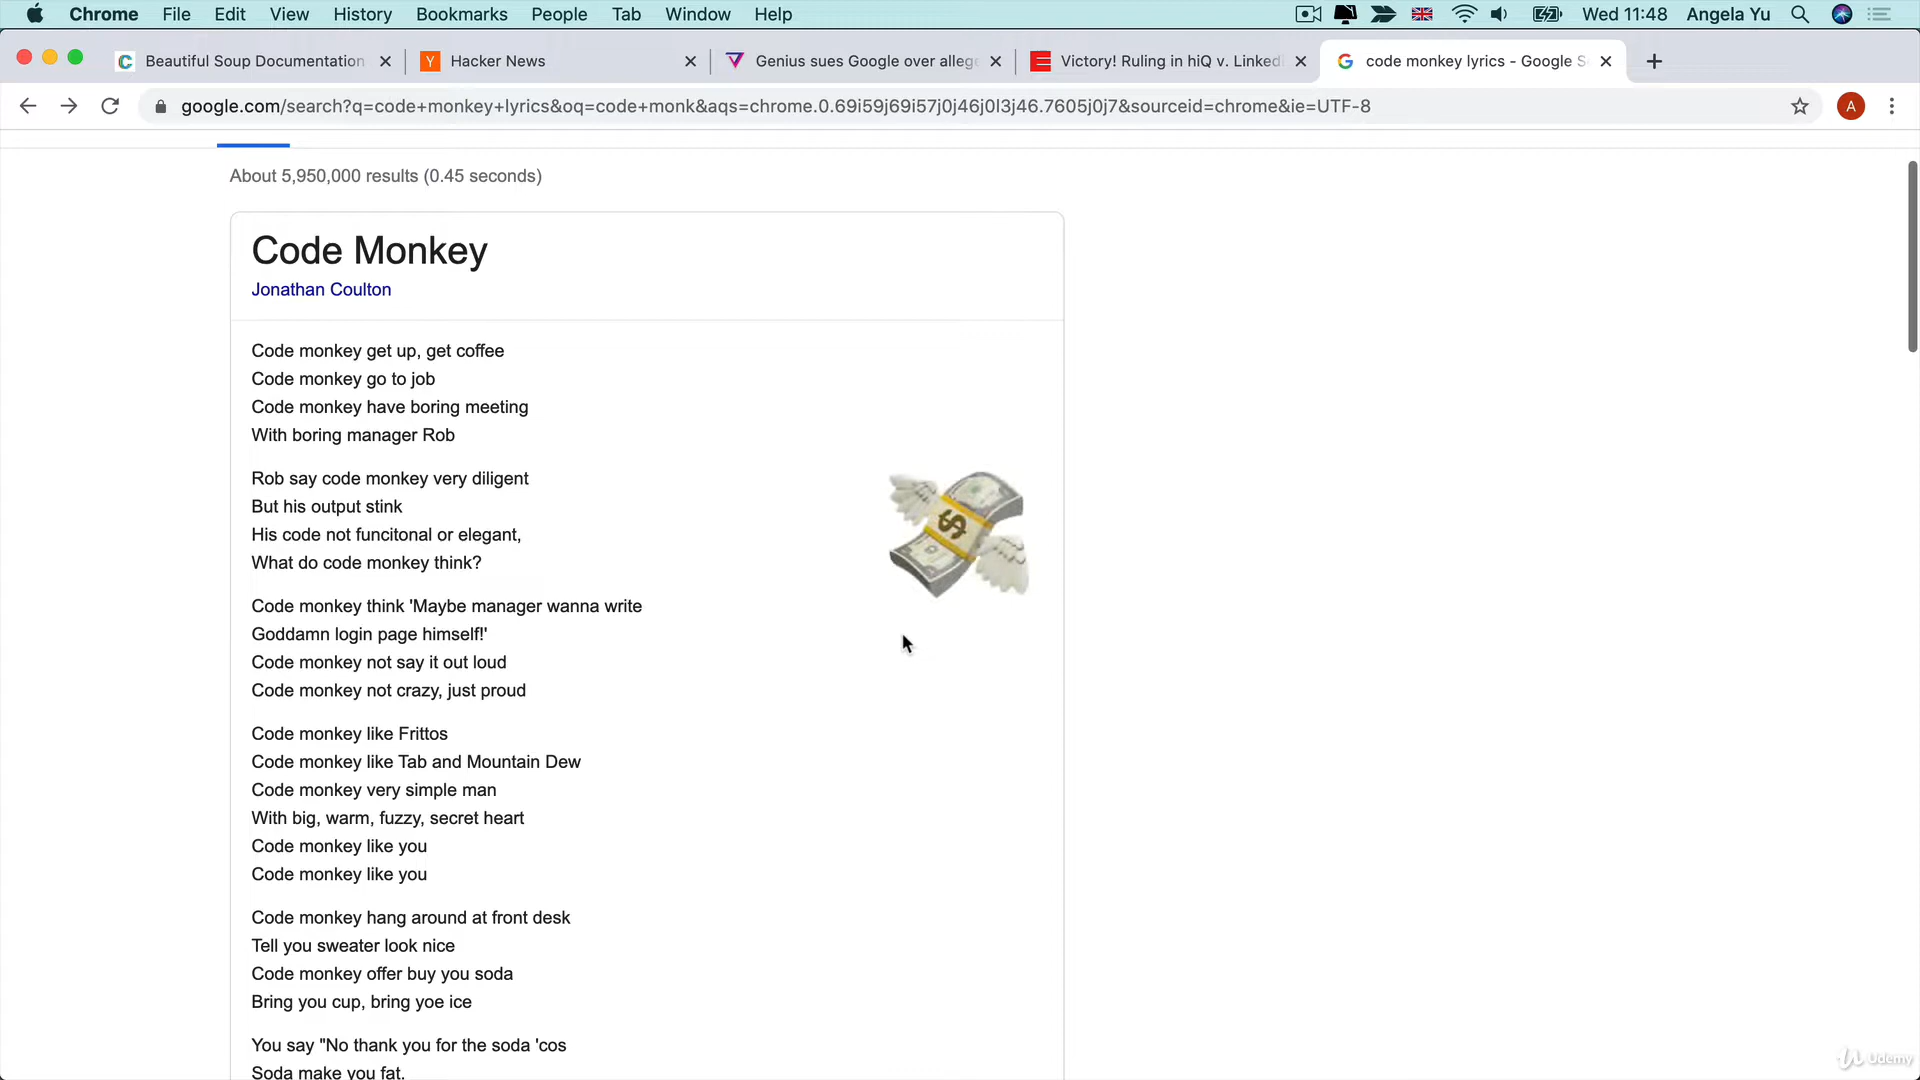 Chrome File Edit View History Bookmarks People Tab Window Help Wed 11:48 Angela Yu
Beautiful Soup Documentation Hacker News Genius sues Google over alleg Victory! Ruling in hiQ v. Linked code monkey lyrics - Google S
google.com/search?q=code+monkey+lyrics&oq=code+monk&aqs=chrome.0.69i59j69i57j0j46j0l3j46.7605j0j7&sourceid=chrome&ie=UTF-8 A
About 5,950,000 results (0.45 seconds)
Code Monkey
Jonathan Coulton
Code monkey get up, get coffee
Code monkey go to job
Code monkey have boring meeting
With boring manager Rob
Rob say code monkey very diligent
But his output stink
His code not funcitonal or elegant,
What do code monkey think?
Code monkey think 'Maybe manager wanna write
Goddamn login page himself!'
Code monkey not say it out loud
Code monkey not crazy, just proud
Code monkey like Frittos
Code monkey like Tab and Mountain Dew
Code monkey very simple man
With big, warm, fuzzy, secret heart
Code monkey like you
Code monkey like you
Code monkey hang around at front desk
Tell you sweater look nice
Code monkey offer buy you soda
Bring you cup, bring yoe ice
You say "No thank you for the soda 'cos
Soda make you fat.
Udemy